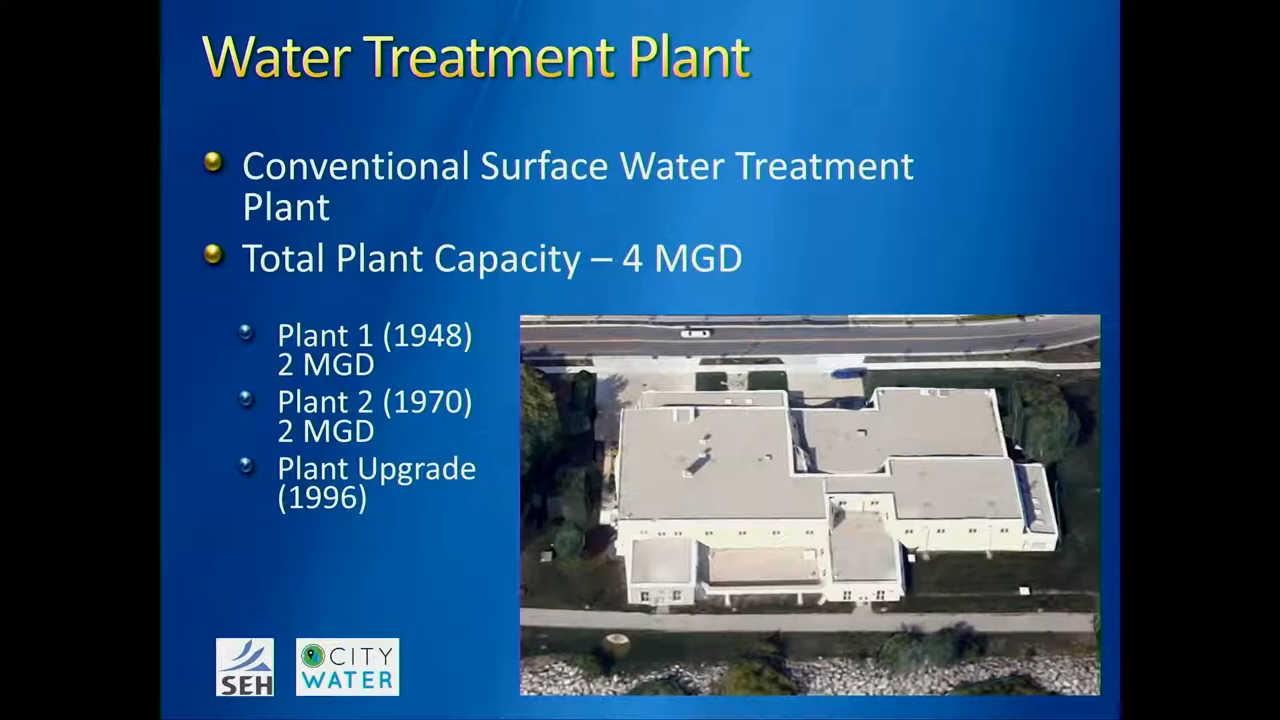 Water Treatment Plant
Conventional Surface Water Treatment
Plant
Total Plant Capacity – 4 MGD
Plant 1 (1948)
2 MGD
Plant 2 (1970)
2 MGD
Plant Upgrade
(1996)
SEH
CITY
WATER